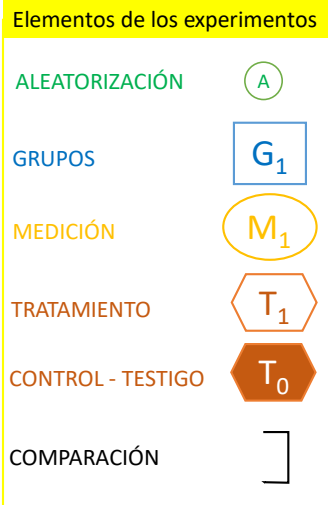 Elementos de los experimentos
ALEATORIZACIÓN A
GRUPOS G1
MEDICIÓN M1
TRATAMIENTO T1
CONTROL - TESTIGO T0
COMPARACIÓN